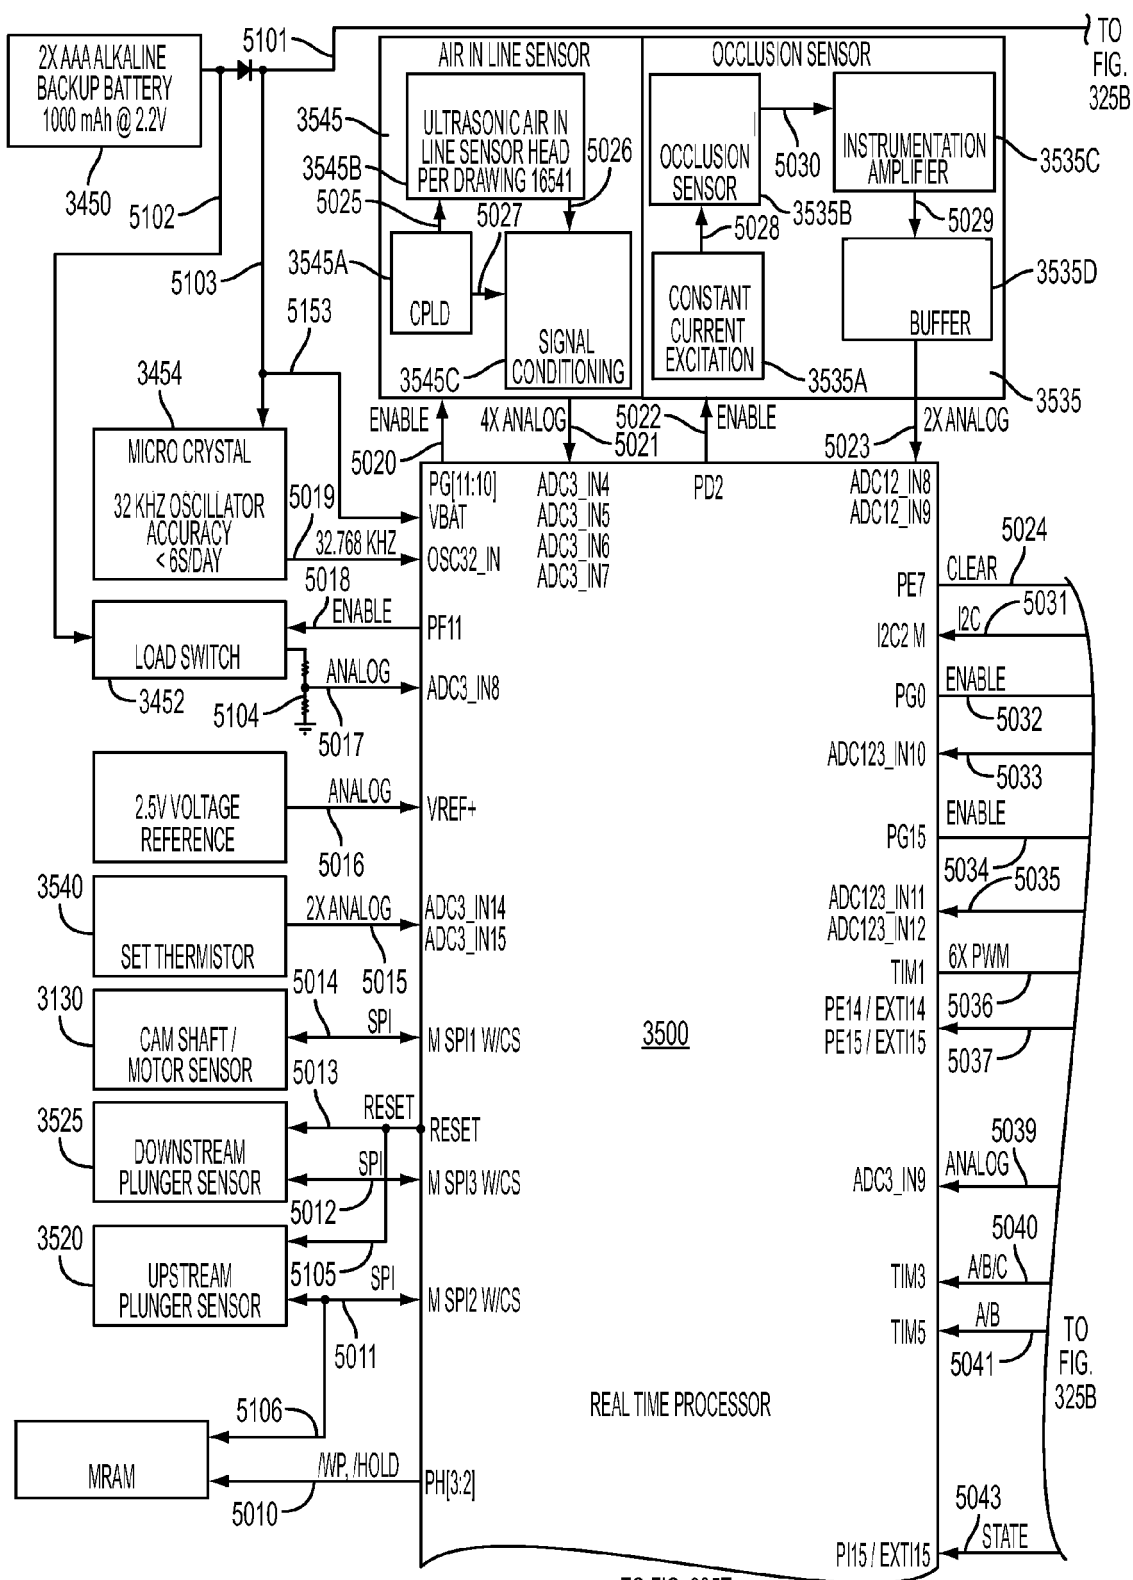 2X AAA ALKALINE
BACKUP BATTERY
1000 mAh @ 2.2V
3450
5102
5101
TO
FIG.
325B
AIR IN LINE SENSOR
3545
ULTRASONIC AIR IN
LINE SENSOR HEAD
PER DRAWING 16541
3545B
5025
5026
5027
3545A
CPLD
SIGNAL
CONDITIONING
3545C
OCCLUSION SENSOR
OCCLUSION
SENSOR
5030
INSTRUMENTATION
AMPLIFIER
3535C
3535B
5028
5029
CONSTANT
CURRENT
EXCITATION
3535A
BUFFER
3535D
3535
5103
5153
3454
MICRO CRYSTAL
32 KHZ OSCILLATOR
ACCURACY
< 6S/DAY
ENABLE
5020
4X ANALOG
5021
5022
ENABLE
5023
2X ANALOG
PG[11:10]
VBAT
ADC3_IN4
ADC3_IN5
ADC3_IN6
ADC3_IN7
PD2
ADC12_IN8
ADC12_IN9
5019
32.768 KHZ
OSC32_IN
5018
ENABLE
PF11
LOAD SWITCH
3452
5104
ANALOG
5017
ADC3_IN8
2.5V VOLTAGE
REFERENCE
ANALOG
5016
VREF+
3540
SET THERMISTOR
2X ANALOG
5015
ADC3_IN14
ADC3_IN15
3130
CAM SHAFT /
MOTOR SENSOR
5014
SPI
M SPI1 W/CS
5013
RESET
RESET
3525
DOWNSTREAM
PLUNGER SENSOR
SPI
5012
M SPI3 W/CS
3520
UPSTREAM
PLUNGER SENSOR
5105
SPI
5011
M SPI2 W/CS
5106
MRAM
/WP, /HOLD
5010
PH[3:2]
3500
REAL TIME PROCESSOR
PE7
CLEAR
5024
I2C2 M
I2C
5031
PG0
ENABLE
5032
ADC123_IN10
5033
PG15
ENABLE
5034
ADC123_IN11
ADC123_IN12
5035
TIM1
6X PWM
5036
PE14 / EXTI14
PE15 / EXTI15
5037
5039
ADC3_IN9
ANALOG
5040
TIM3
A/B/C
TIM5
A/B
5041
TO
FIG.
325B
5043
PI15 / EXTI15
STATE